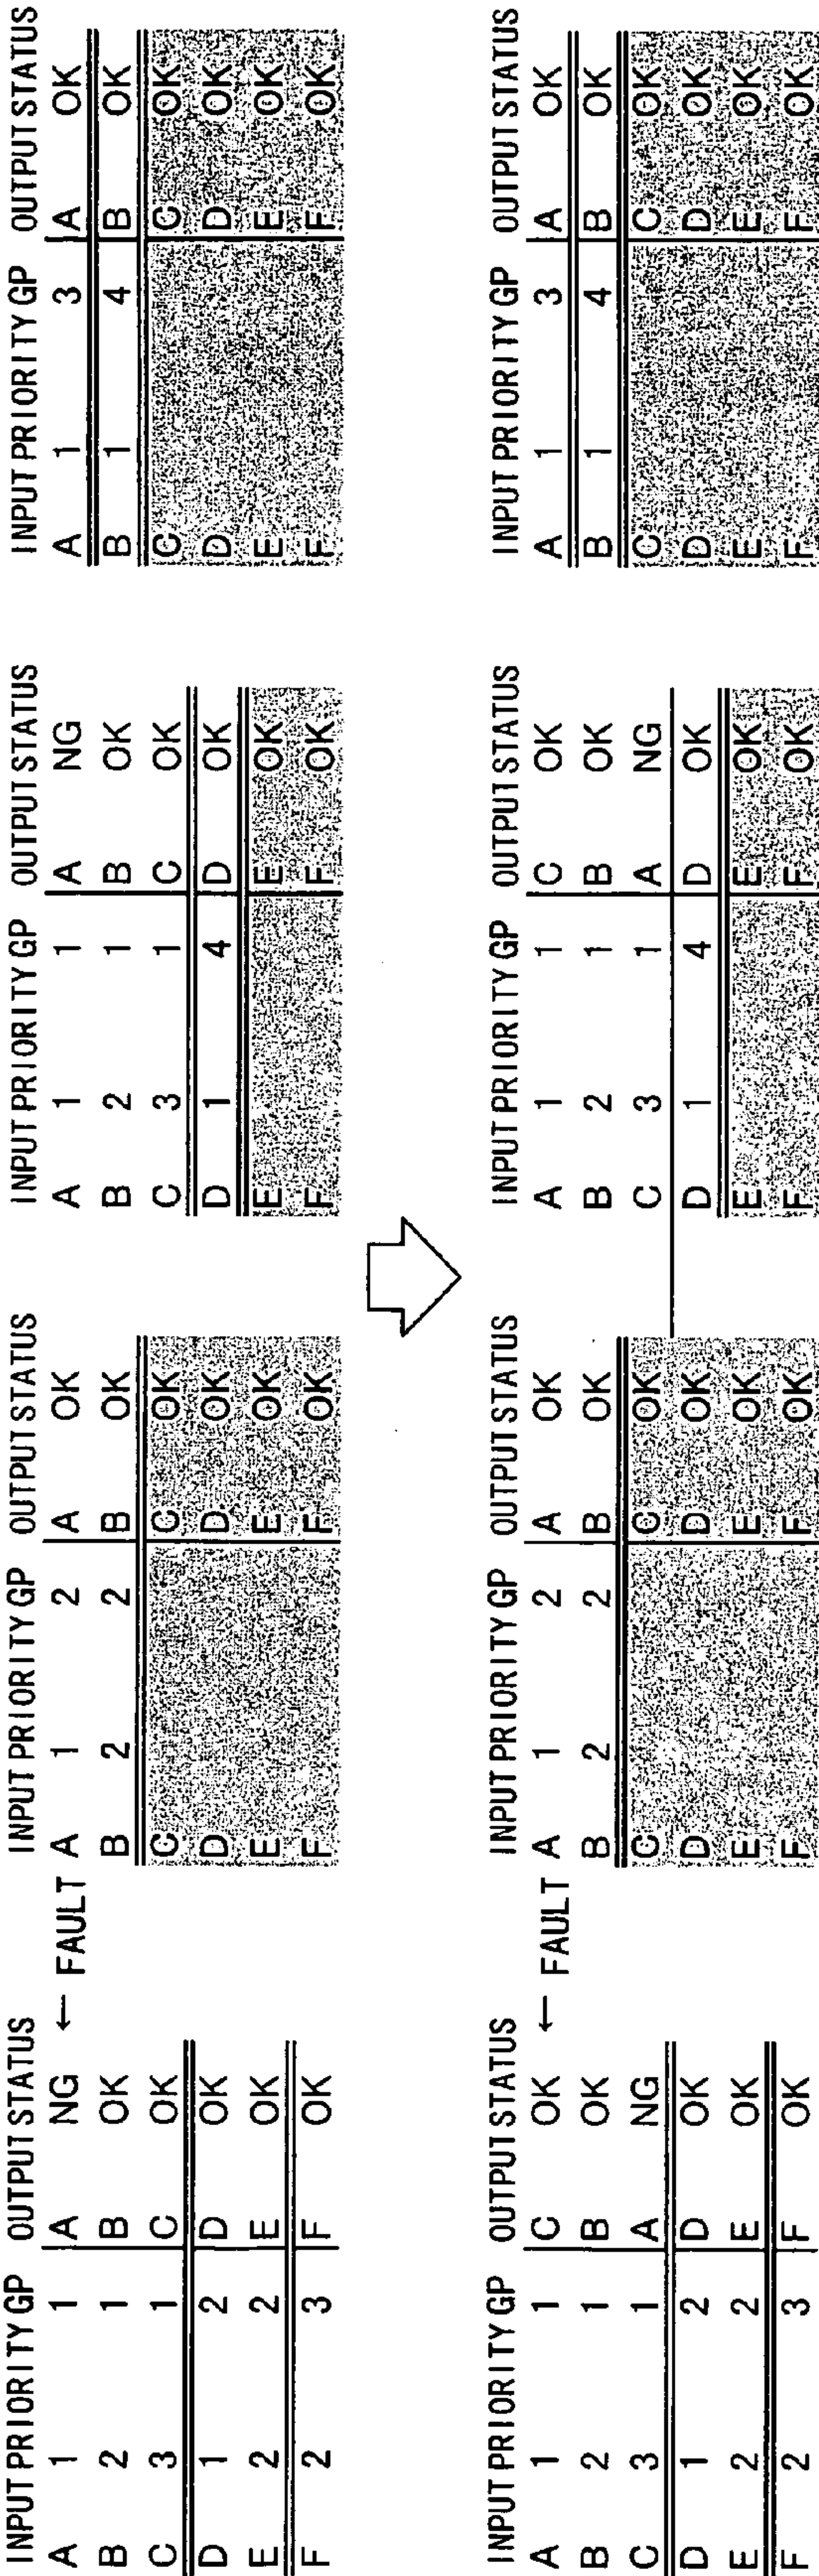 INPUT PRIORITY GP OUTPUT STATUS
A 1 1 A NG ← FAULT
B 2 1 B OK
C 3 1 C OK
D 1 2 D OK
E 2 2 E OK
F 2 3 F OK
INPUT PRIORITY GP OUTPUT STATUS
A 1 2 A OK
B 2 2 B OK
C C OK
D D OK
E E OK
F F OK
INPUT PRIORITY GP OUTPUT STATUS
A 1 1 A NG
B 2 1 B OK
C 3 1 C OK
D 1 4 D OK
E E OK
F F OK
INPUT PRIORITY GP OUTPUT STATUS
A 1 3 A OK
B 1 4 B OK
C C OK
D D OK
E E OK
F F OK
INPUT PRIORITY GP OUTPUT STATUS
A 1 1 C OK ← FAULT
B 2 1 B OK
C 3 1 A NG
D 1 2 D OK
E 2 2 E OK
F 2 3 F OK
INPUT PRIORITY GP OUTPUT STATUS
A 1 2 A OK
B 2 2 B OK
C C OK
D D OK
E E OK
F F OK
INPUT PRIORITY GP OUTPUT STATUS
A 1 1 C OK
B 2 1 B OK
C 3 1 A NG
D 1 4 D OK
E E OK
F F OK
INPUT PRIORITY GP OUTPUT STATUS
A 1 3 A OK
B 1 4 B OK
C C OK
D D OK
E E OK
F F OK